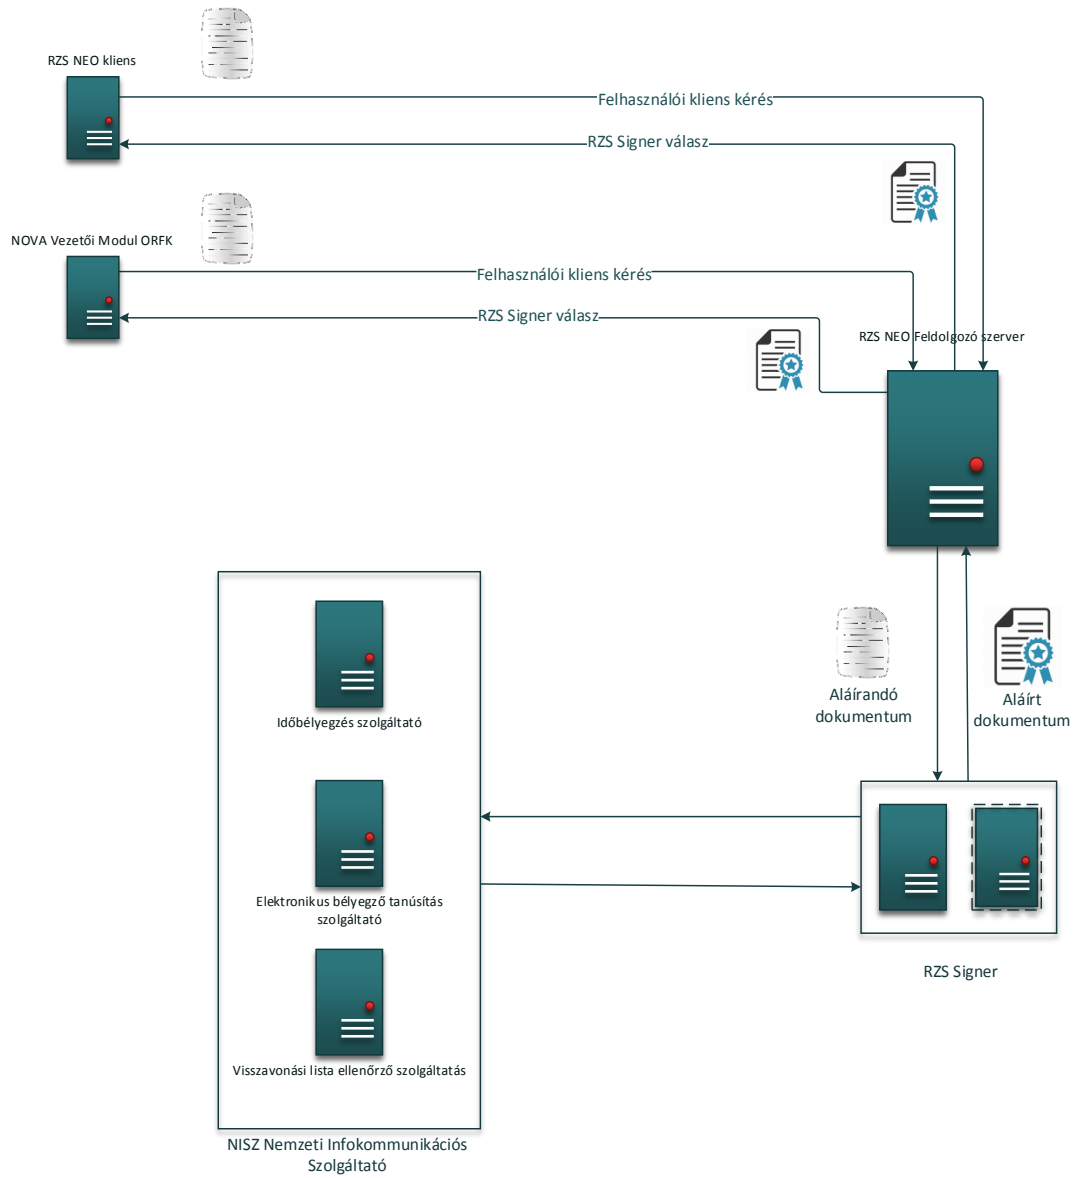 RZS NEO kliens
Felhasználói kliens kérés
RZS Signer válasz
NOVA Vezetői Modul ORFK
Felhasználói kliens kérés
RZS Signer válasz
RZS NEO Feldolgozó szerver
Aláírandó
dokumentum
Aláírt
dokumentum
Időbélyegzés szolgáltató
Elektronikus bélyegző tanúsítás
szolgáltató
RZS Signer
Visszavonási lista ellenőrző szolgáltatás
NISZ Nemzeti Infokommunikációs
Szolgáltató